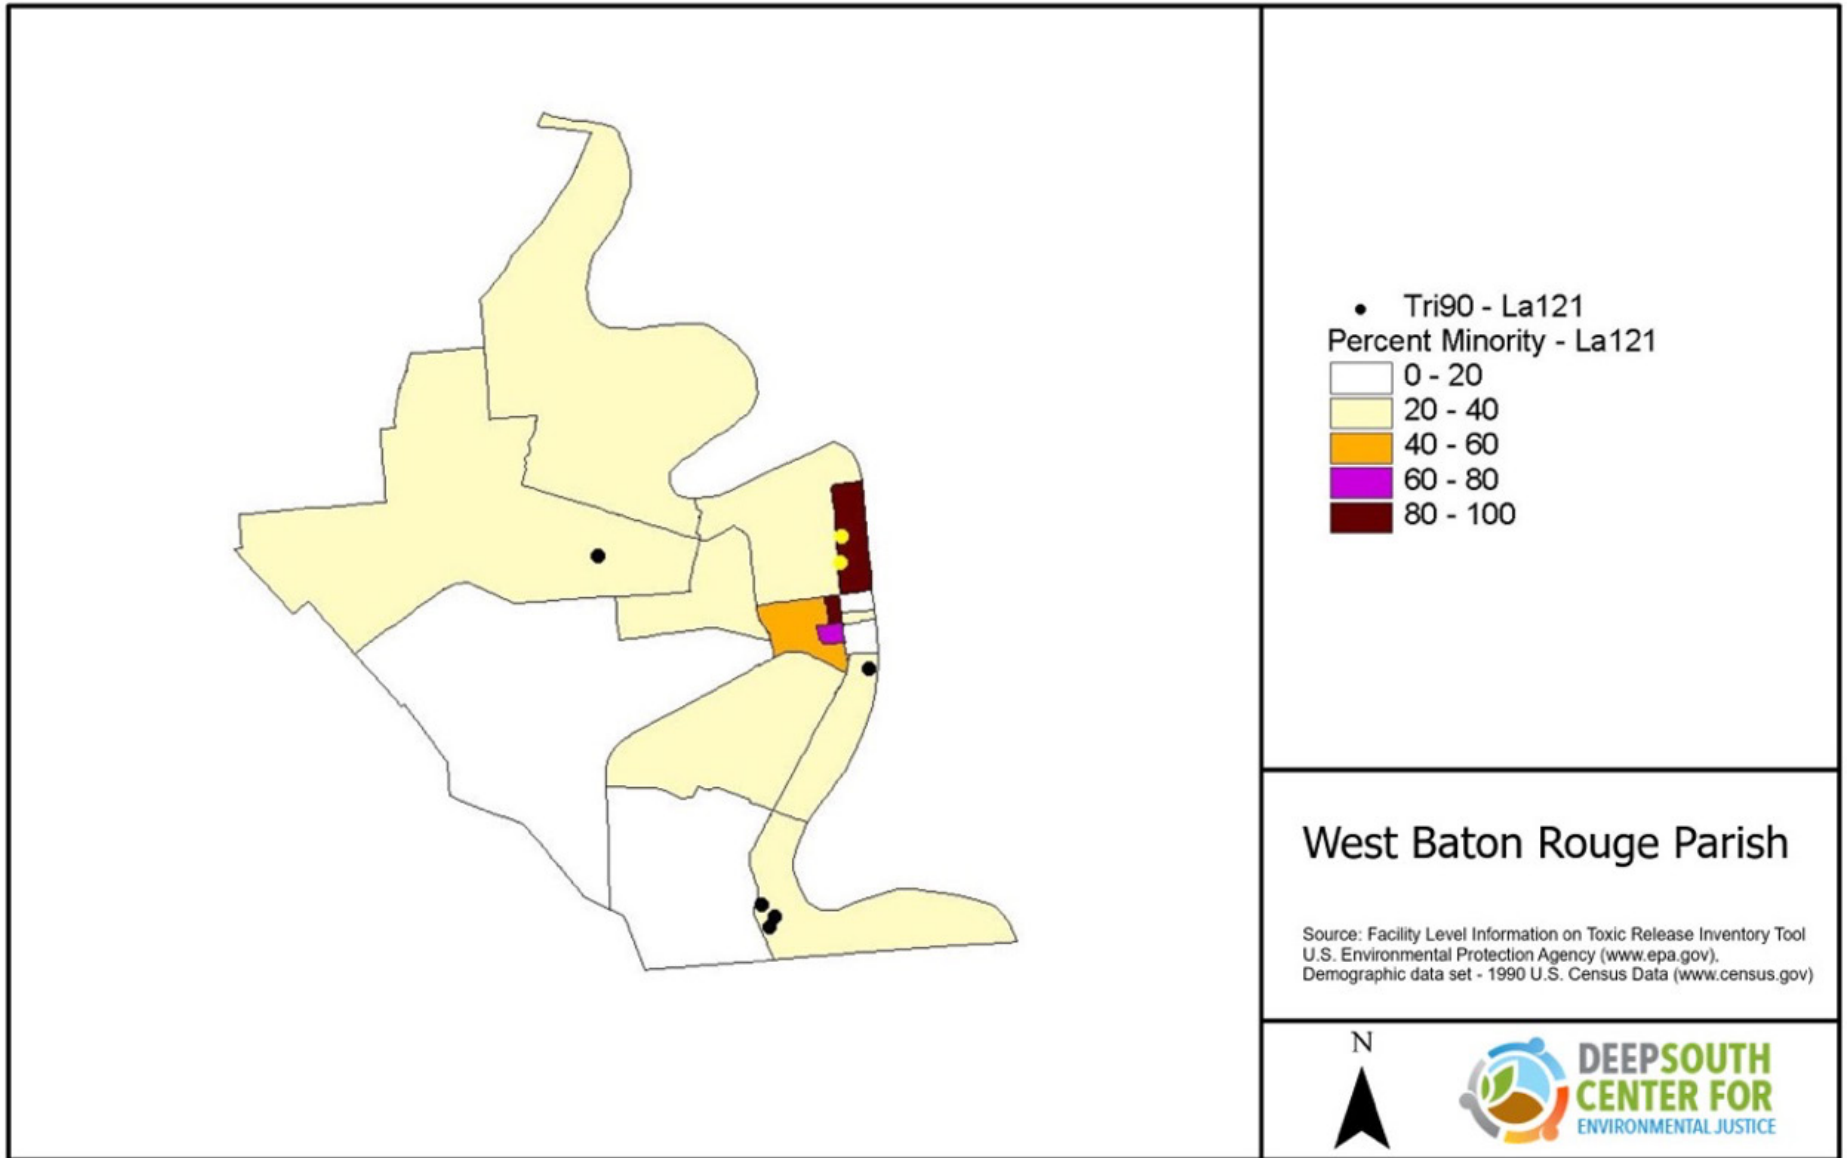 Tri90 - La121
Percent Minority - La121
0 - 20
20 - 40
40 - 60
60 - 80
80 - 100
West Baton Rouge Parish
Source: Facility Level Information on Toxic Release Inventory Tool
U.S. Environmental Protection Agency (www.epa.gov),
Demographic data set - 1990 U.S. Census Data (www.census.gov)
N
DEEPSOUTH
CENTER FOR
ENVIRONMENTAL JUSTICE